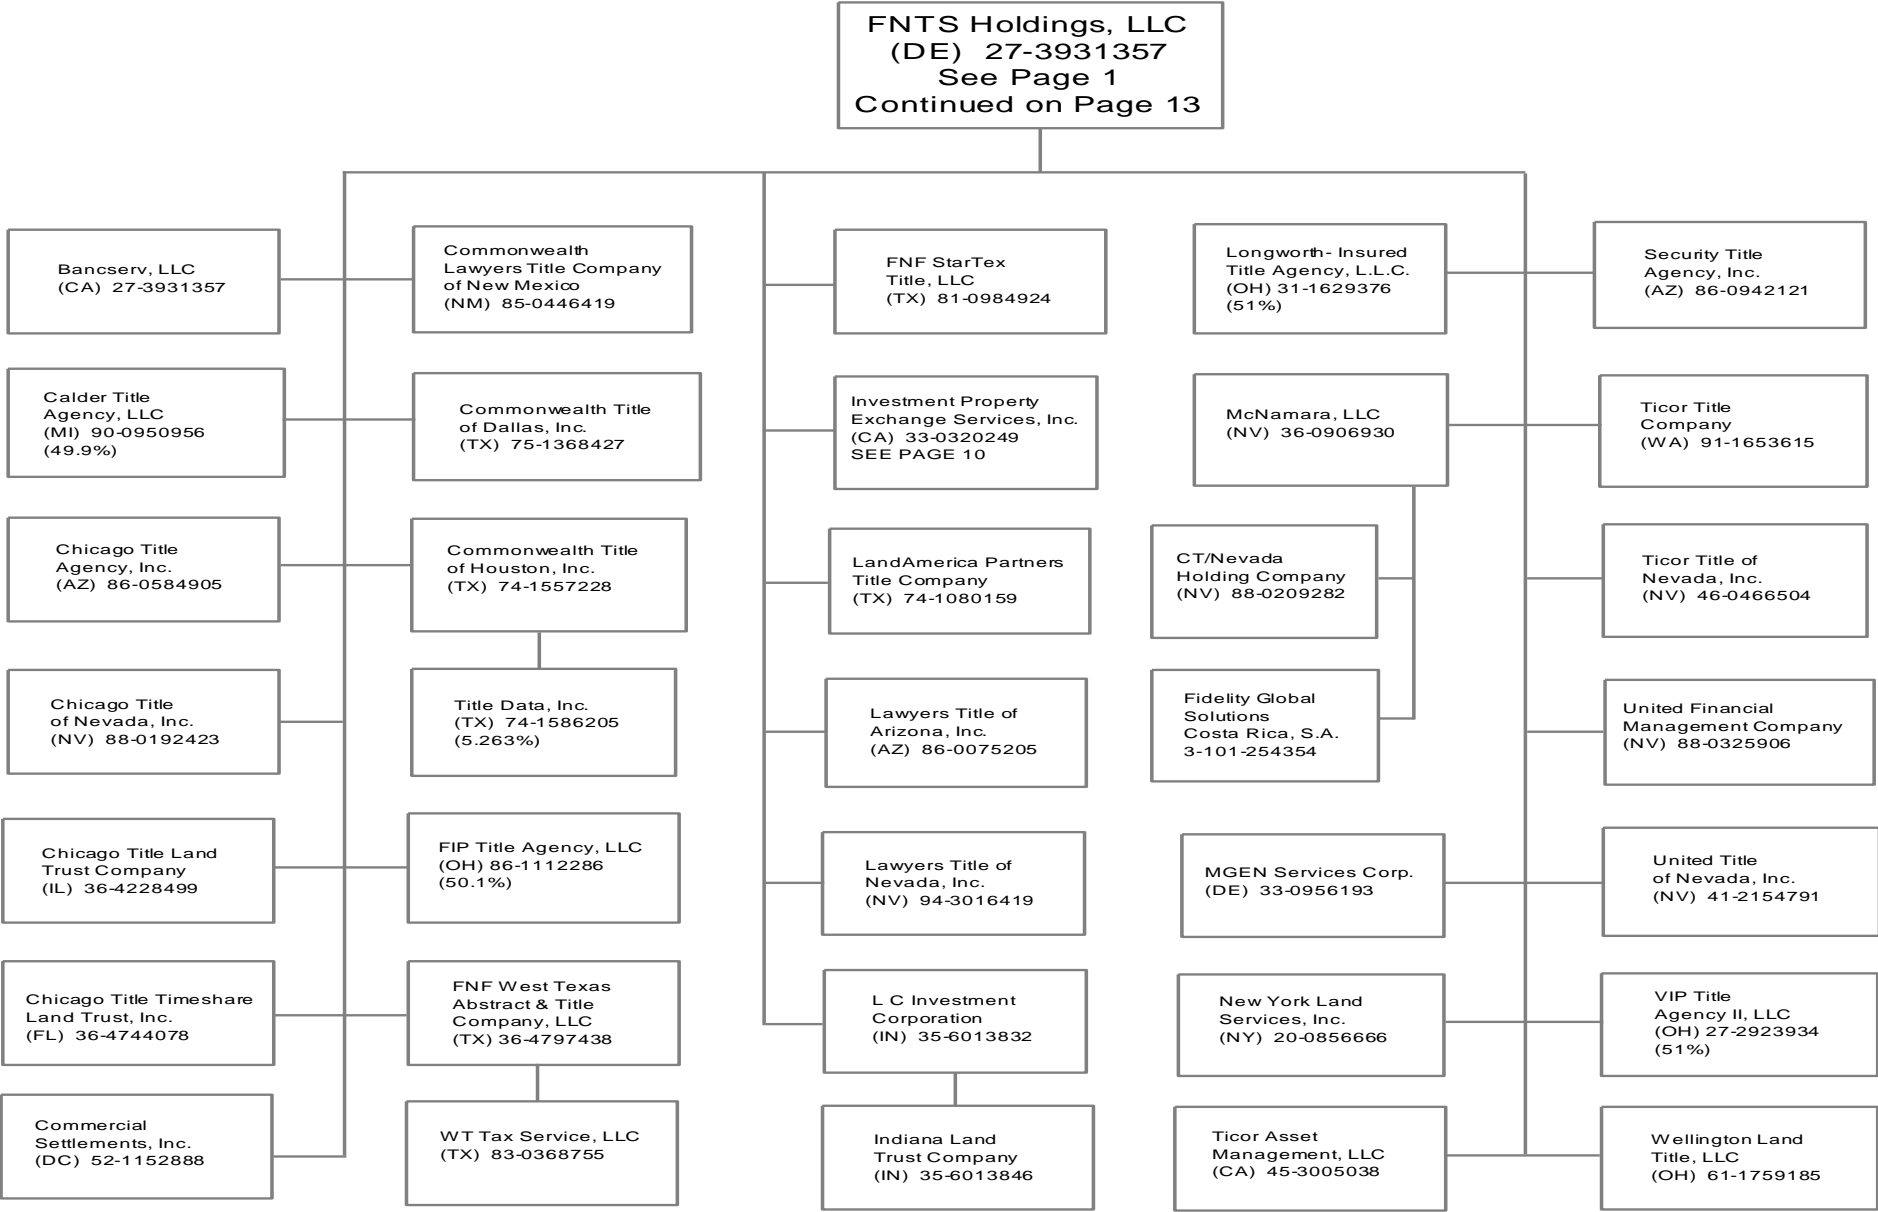 FNTS Holdings, LLC
(DE) 27-3931357
See Page 1
Continued on Page 13
Bancserv, LLC
(CA) 27-3931357
Calder Title
Agency, LLC
(MI) 90-0950956
(49.9%)
Chicago Title
Agency, Inc.
(AZ) 86-0584905
Chicago Title
of Nevada, Inc.
(NV) 88-0192423
Chicago Title Land
Trust Company
(IL) 36-4228499
Chicago Title Timeshare
Land Trust, Inc.
(FL) 36-4744078
Commercial
Settlements, Inc.
(DC) 52-1152888
Commonwealth
Lawyers Title Company
of New Mexico
(NM) 85-0446419
Commonwealth Title
of Dallas, Inc.
(TX) 75-1368427
Commonwealth Title
of Houston, Inc.
(TX) 74-1557228
Title Data, Inc.
(TX) 74-1586205
(5.263%)
FIP Title Agency, LLC
(OH) 86-1112286
(50.1%)
FNF West Texas
Abstract & Title
Company, LLC
(TX) 36-4797438
WT Tax Service, LLC
(TX) 83-0368755
FNF StarTex
Title, LLC
(TX) 81-0984924
Investment Property
Exchange Services, Inc.
(CA) 33-0320249
SEE PAGE 10
LandAmerica Partners
Title Company
(TX) 74-1080159
Lawyers Title of
Arizona, Inc.
(AZ) 86-0075205
Lawyers Title of
Nevada, Inc.
(NV) 94-3016419
L C Investment
Corporation
(IN) 35-6013832
Indiana Land
Trust Company
(IN) 35-6013846
Longworth- Insured
Title Agency, L.L.C.
(OH) 31-1629376
(51%)
McNamara, LLC
(NV) 36-0906930
CT/Nevada
Holding Company
(NV) 88-0209282
Fidelity Global
Solutions
Costa Rica, S.A.
3-101-254354
MGEN Services Corp.
(DE) 33-0956193
New York Land
Services, Inc.
(NY) 20-0856666
Ticor Asset
Management, LLC
(CA) 45-3005038
Security Title
Agency, Inc.
(AZ) 86-0942121
Ticor Title
Company
(WA) 91-1653615
Ticor Title of
Nevada, Inc.
(NV) 46-0466504
United Financial
Management Company
(NV) 88-0325906
United Title
of Nevada, Inc.
(NV) 41-2154791
VIP Title
Agency II, LLC
(OH) 27-2923934
(51%)
Wellington Land
Title, LLC
(OH) 61-1759185